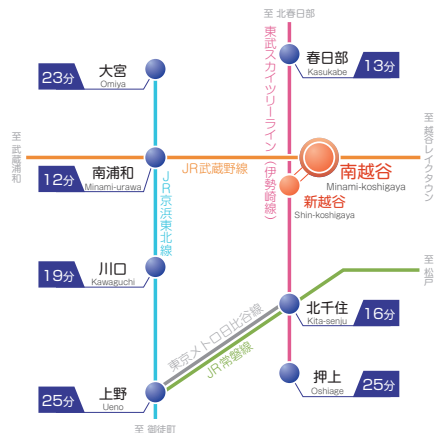 至 北春日部
東武スカイツリーライン（伊勢崎線）
大宮
Omiya
23分
春日部
Kasukabe
13分
至 武蔵浦和
至 越谷レイクタウン
JR武蔵野線
南浦和
Minami-urawa
12分
南越谷
Minami-koshigaya
新越谷
Shin-koshigaya
JR京浜東北線
川口
Kawaguchi
19分
至 松戸
東京メトロ日比谷線
JR常磐線
北千住
Kita-senju
16分
上野
Ueno
25分
押上
Oshiage
25分
至 御徒町